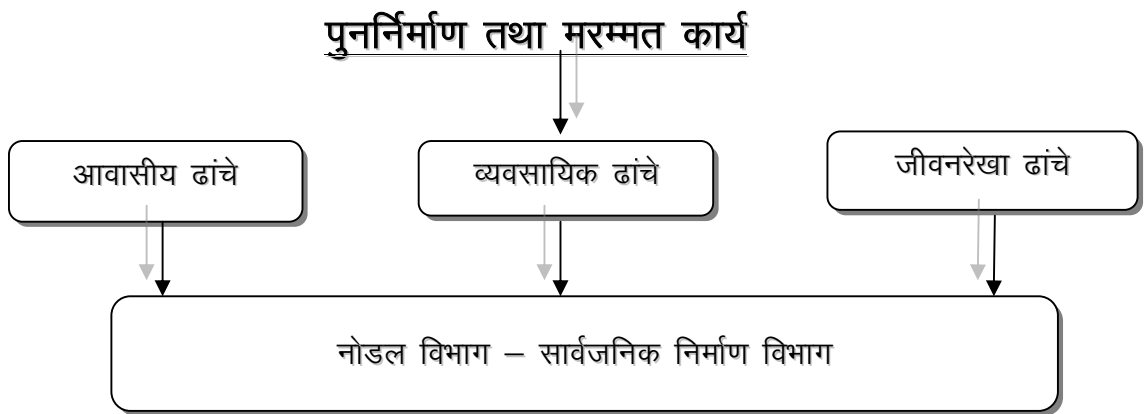 पुनर्निर्माण तथा मरम्मत कार्य
आवासीय ढांचे
व्यवसायिक ढांचे
जीवनरेखा ढांचे
नोडल विभाग – सार्वजनिक निर्माण विभाग